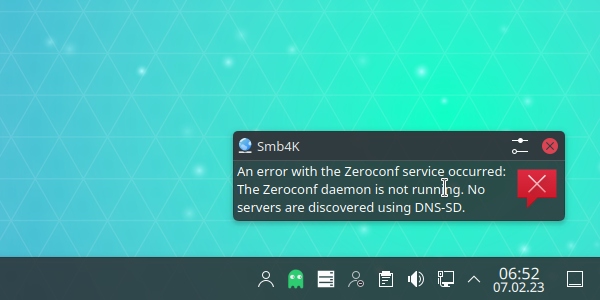 Smb4K
An error with the Zeroconf service occurred:
The Zeroconf daemon is not running. No
servers are discovered using DNS-SD.
06:52
07.02.23